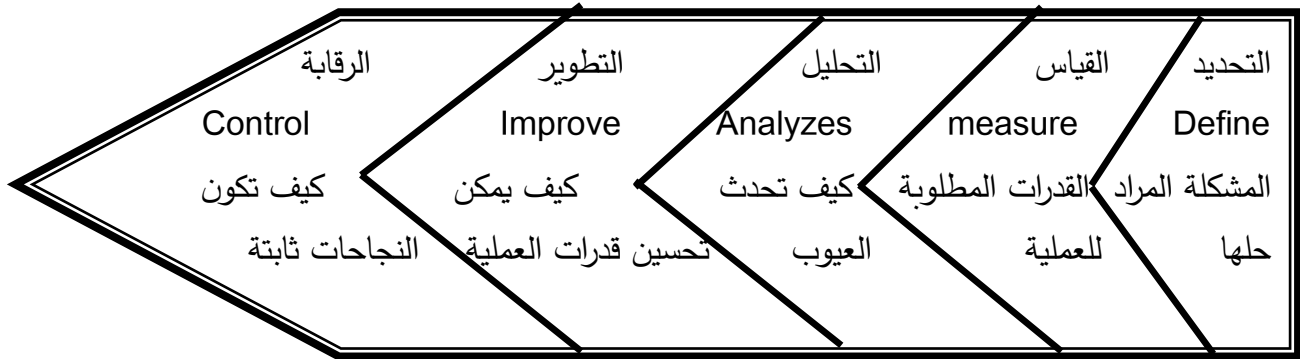 التحديد
Define
المشكلة المراد
حلها
القياس
measure
القدرات المطلوبة
للعملية
التحليل
Analyzes
كيف تحدث
العيوب
التطوير
Improve
كيف يمكن
تحسين قدرات العملية
الرقابة
Control
كيف تكون
النجاحات ثابتة